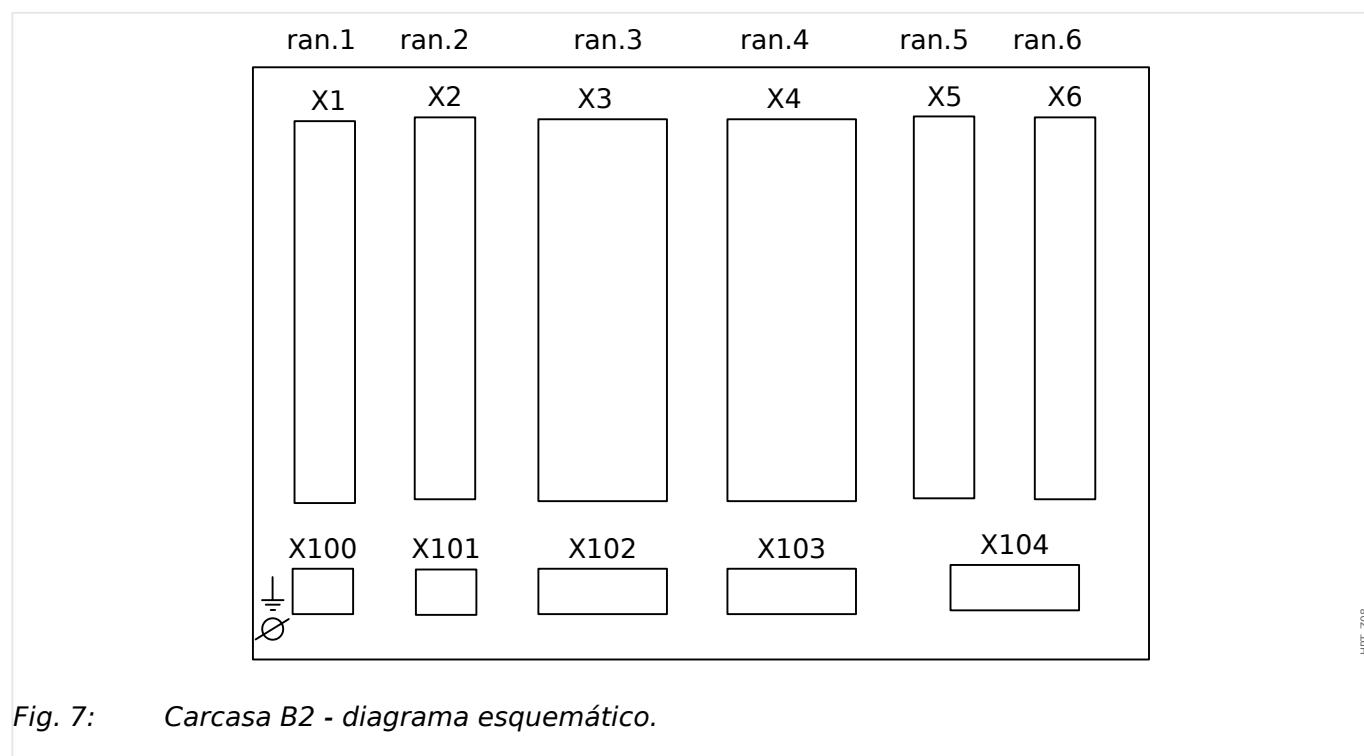 ran.1 ran.2 ran.3 ran.4 ran.5 ran.6
X1 X2 X3 X4 X5 X6
X100 X101 X102 X103 X104
Fig. 7: Carcasa B2 - diagrama esquemático.